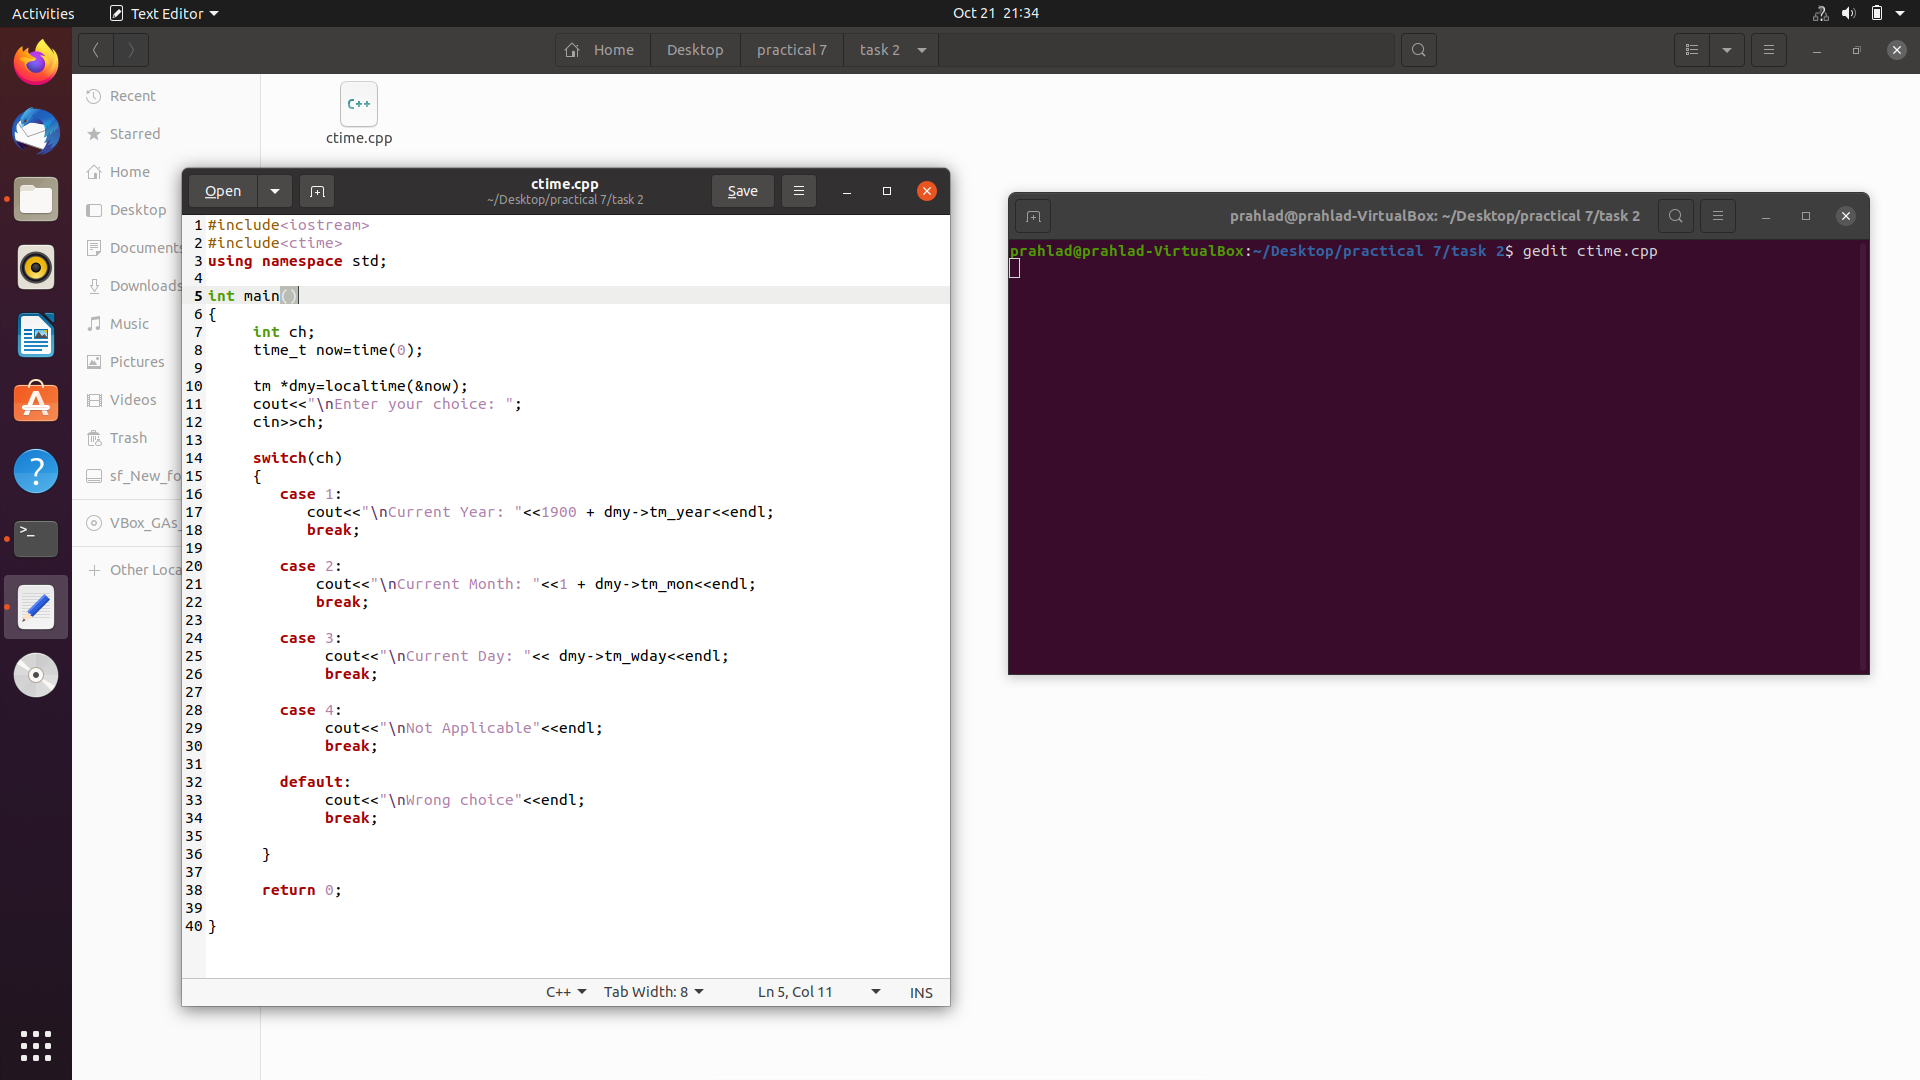 Activities
Text Editor
Oct 21 21:34
Home
Desktop
practical 7
task 2
Recent
Starred
Home
Desktop
Documents
Downloads
Music
Pictures
Videos
Trash
sf_New_fo
VBox_GAs_
Other Loca
C++
ctime.cpp
Open
ctime.cpp
~/Desktop/practical 7/task 2
Save
1 #include<iostream>
2 #include<ctime>
3 using namespace std;
4
5 int main()
6 {
7 int ch;
8 time_t now=time(0);
9
10 tm *dmy=localtime(&now);
11 cout<<"\nEnter your choice: ";
12 cin>>ch;
13
14 switch(ch)
15 {
16 case 1:
17 cout<<"\nCurrent Year: "<<1900 + dmy->tm_year<<endl;
18 break;
19
20 case 2:
21 cout<<"\nCurrent Month: "<<1 + dmy->tm_mon<<endl;
22 break;
23
24 case 3:
25 cout<<"\nCurrent Day: "<< dmy->tm_wday<<endl;
26 break;
27
28 case 4:
29 cout<<"\nNot Applicable"<<endl;
30 break;
31
32 default:
33 cout<<"\nWrong choice"<<endl;
34 break;
35
36 }
37
38 return 0;
39
40 }
C++
Tab Width: 8
Ln 5, Col 11
INS
prahlad@prahlad-VirtualBox: ~/Desktop/practical 7/task 2
prahlad@prahlad-VirtualBox:~/Desktop/practical 7/task 2$ gedit ctime.cpp